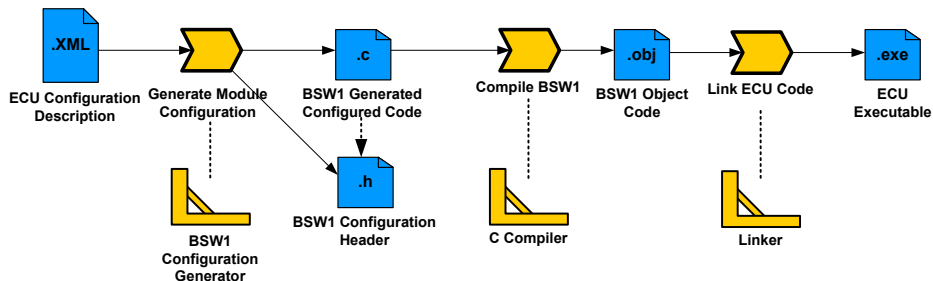 .XML
.c
.obj
.exe
ECU Configuration
Description
Generate Module
Configuration
BSW1 Generated
Configured Code
Compile BSW1
BSW1 Object
Code
Link ECU Code
ECU
Executable
.h
BSW1 Configuration
Header
BSW1
Configuration
Generator
C Compiler
Linker